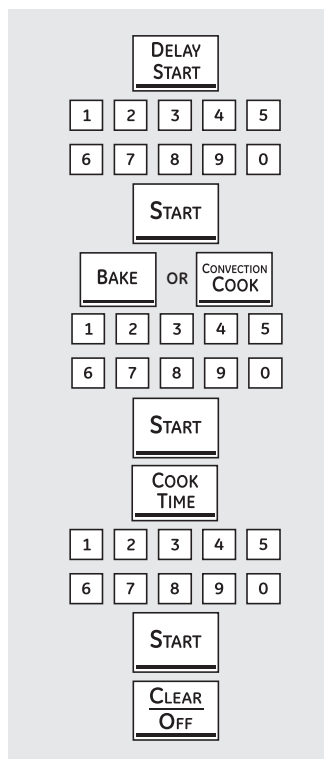 DELAY
START
1 2 3 4 5
6 7 8 9 0
START
BAKE OR CONVECTION COOK
1 2 3 4 5
6 7 8 9 0
START
COOK
TIME
1 2 3 4 5
6 7 8 9 0
START
CLEAR
OFF